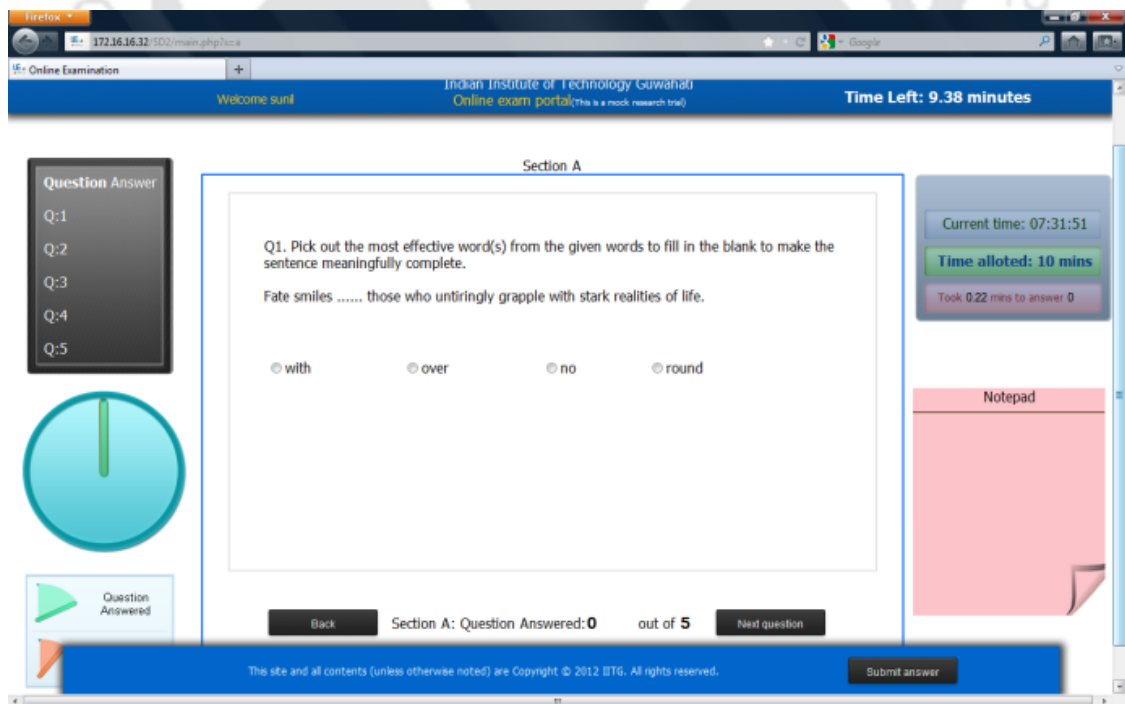 Firefox
172.16.16.32/SD2/main.php?s=a
Google
Online Examination
+
Welcome sunil
Indian Institute of Technology Guwahati
Online exam portal(This is a mock research trial)
Time Left: 9.38 minutes
Section A
Question Answer
Q:1
Q:2
Q:3
Q:4
Q:5
Q1. Pick out the most effective word(s) from the given words to fill in the blank to make the
sentence meaningfully complete.
Fate smiles ...... those who untiringly grapple with stark realities of life.
with over no round
Current time: 07:31:51
Time alloted: 10 mins
Took 0.22 mins to answer 0
Notepad
Question
Answered
Back Section A: Question Answered: 0 out of 5 Next question
This site and all contents (unless otherwise noted) are Copyright © 2012 IITG. All rights reserved.
Submit answer